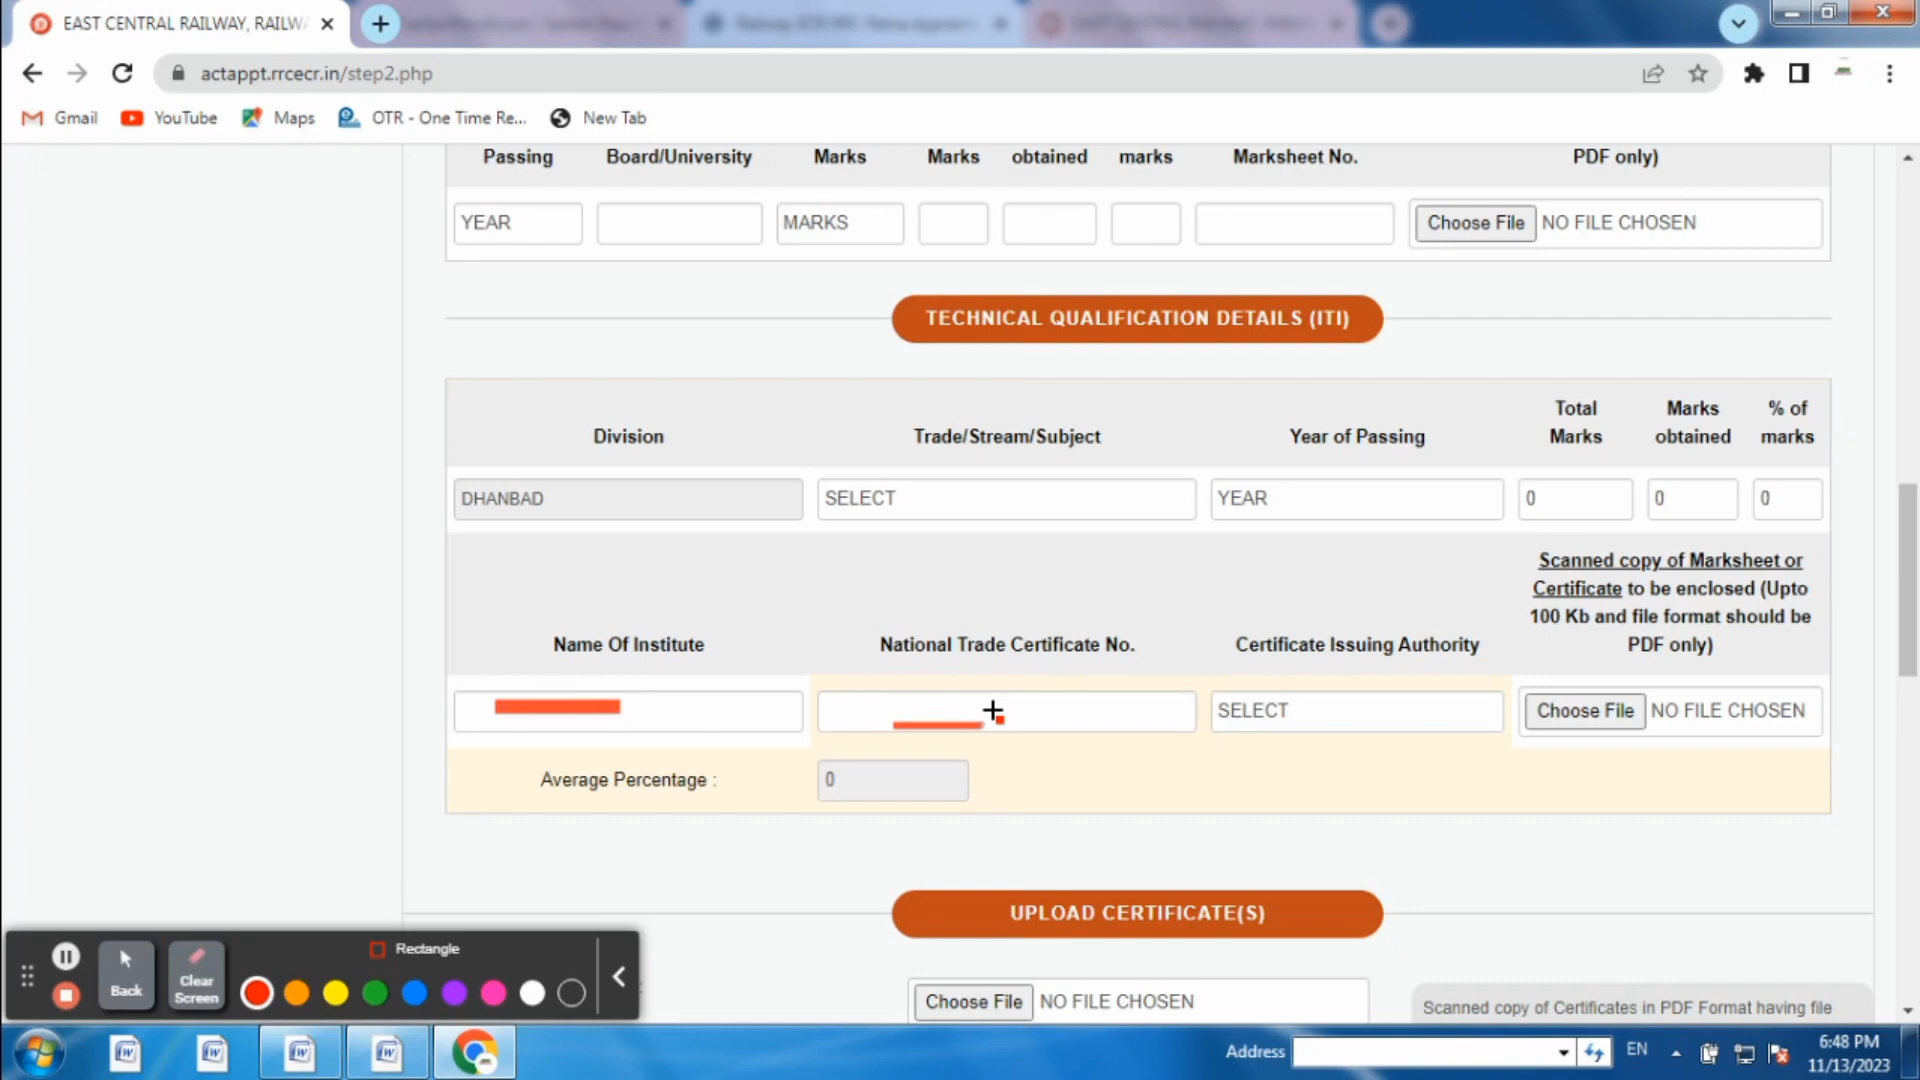 EAST CENTRAL RAILWAY, RAILW
actappt.rrcecr.in/step2.php
Gmail YouTube Maps OTR - One Time Re... New Tab
Passing Board/University Marks Marks obtained marks Marksheet No. PDF only)
YEAR MARKS Choose File NO FILE CHOSEN
TECHNICAL QUALIFICATION DETAILS (ITI)
Division Trade/Stream/Subject Year of Passing Total Marks Marks obtained % of marks
DHANBAD SELECT YEAR 0 0 0
Name Of Institute National Trade Certificate No. Certificate Issuing Authority
Scanned copy of Marksheet or
Certificate to be enclosed (Upto
100 Kb and file format should be
PDF only)
SELECT Choose File NO FILE CHOSEN
Average Percentage : 0
UPLOAD CERTIFICATE(S)
Choose File NO FILE CHOSEN
Scanned copy of Certificates in PDF Format having file
Rectangle
Back
Clear
Screen
Address
EN
6:48 PM
11/13/2023